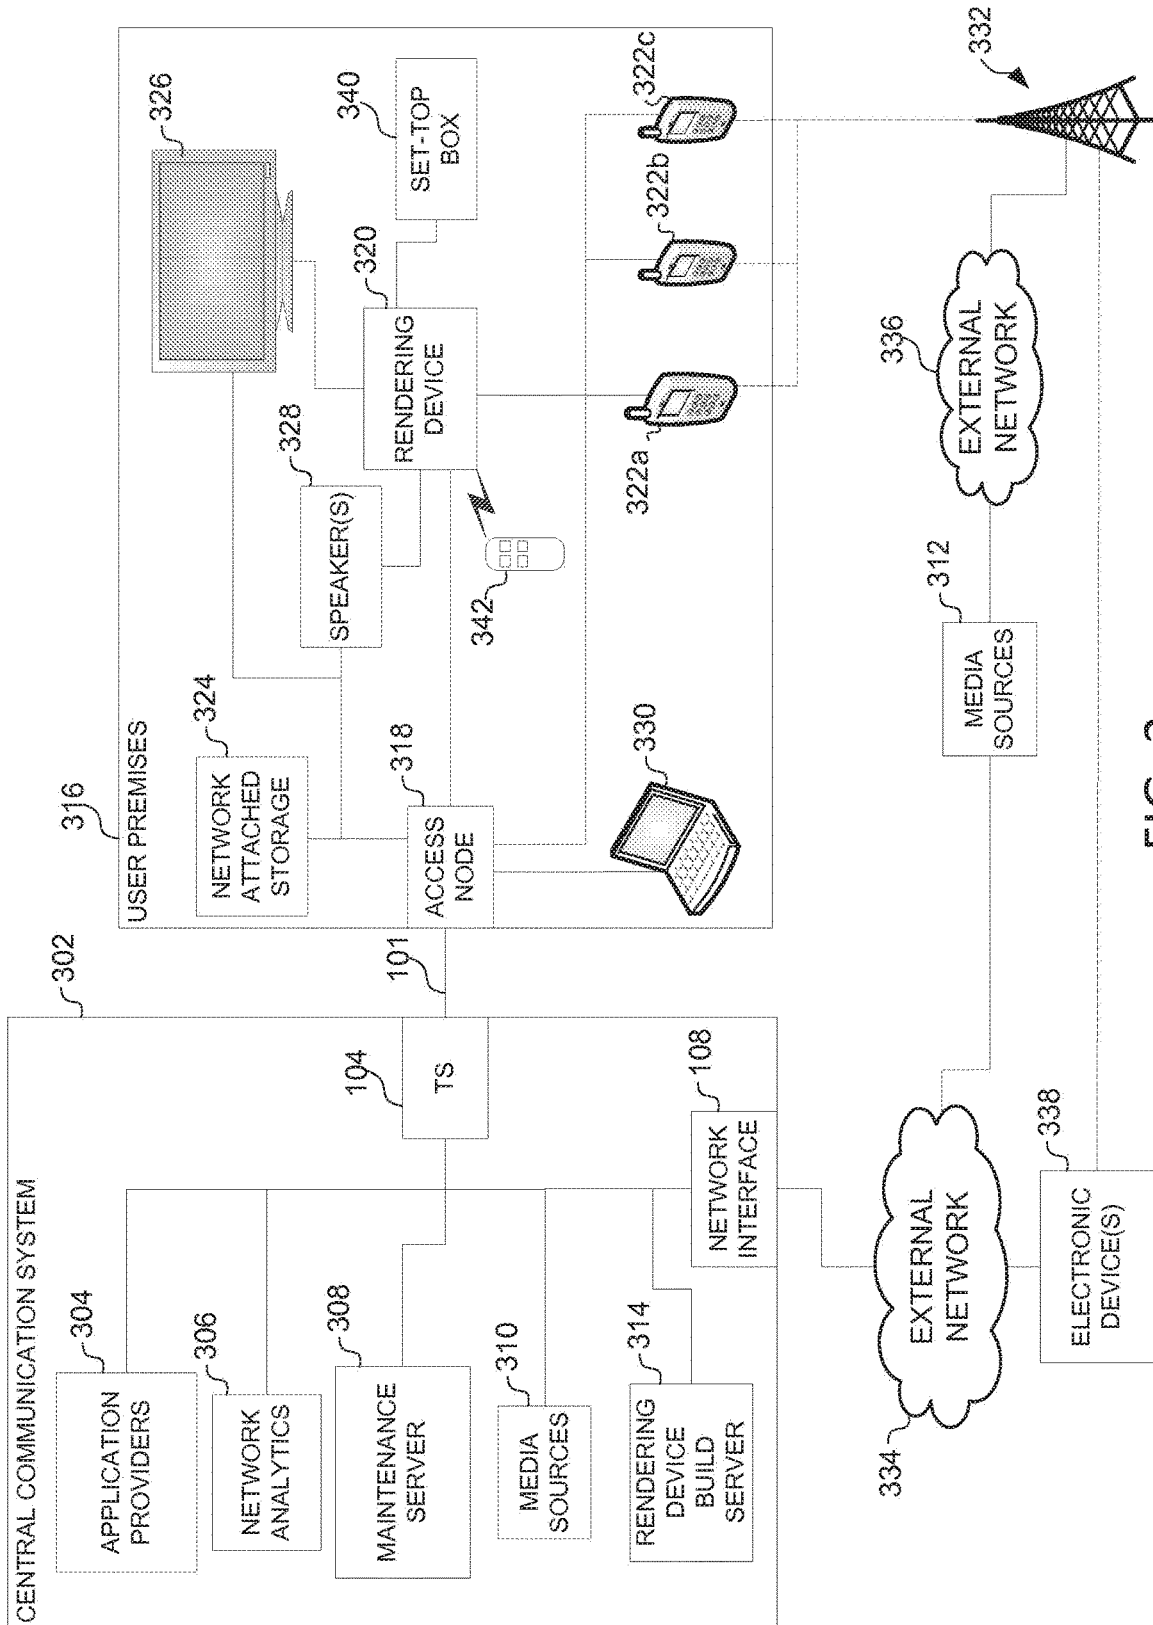 CENTRAL COMMUNICATION SYSTEM
302
304
APPLICATION
PROVIDERS
306
NETWORK
ANALYTICS
308
MAINTENANCE
SERVER
310
MEDIA
SOURCES
314
RENDERING
DEVICE
BUILD
SERVER
104
TS
108
NETWORK
INTERFACE
101
316
USER PREMISES
324
NETWORK
ATTACHED
STORAGE
318
ACCESS
NODE
326
328
SPEAKER(S)
320
RENDERING
DEVICE
340
SET-TOP
BOX
342
330
322a
322b
322c
334
EXTERNAL
NETWORK
338
ELECTRONIC
DEVICE(S)
312
MEDIA
SOURCES
336
EXTERNAL
NETWORK
332